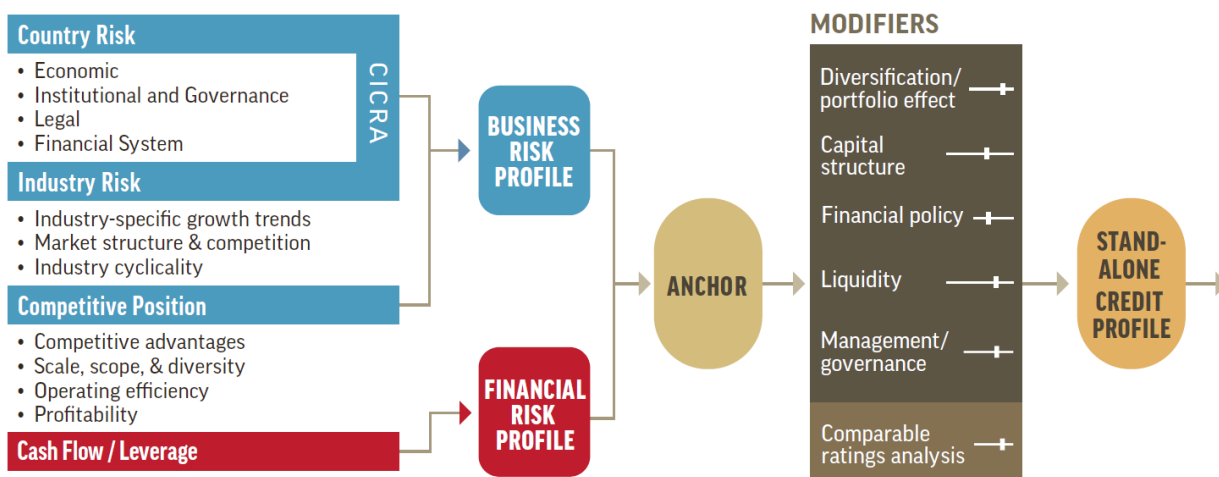 Country Risk
• Economic
• Institutional and Governance
• Legal
• Financial System
CICRA
Industry Risk
• Industry-specific growth trends
• Market structure & competition
• Industry cyclicality
Competitive Position
• Competitive advantages
• Scale, scope, & diversity
• Operating efficiency
• Profitability
Cash Flow / Leverage
BUSINESS
RISK
PROFILE
FINANCIAL
RISK
PROFILE
ANCHOR
MODIFIERS
Diversification/
portfolio effect
Capital
structure
Financial policy
Liquidity
Management/
governance
Comparable
ratings analysis
STAND-
ALONE
CREDIT
PROFILE